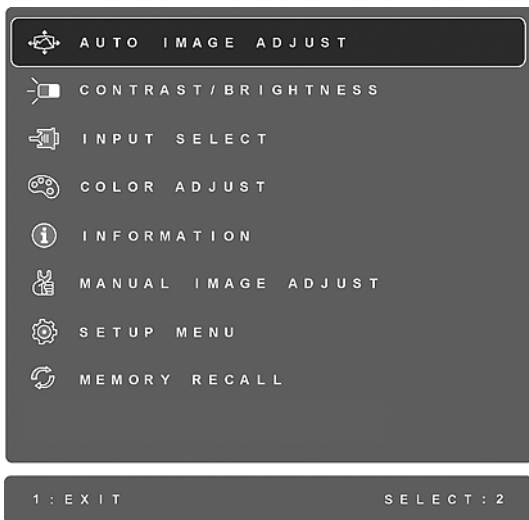 AUTO IMAGE ADJUST
CONTRAST/BRIGHTNESS
INPUT SELECT
COLOR ADJUST
INFORMATION
MANUAL IMAGE ADJUST
SETUP MENU
MEMORY RECALL
1:EXIT SELECT:2